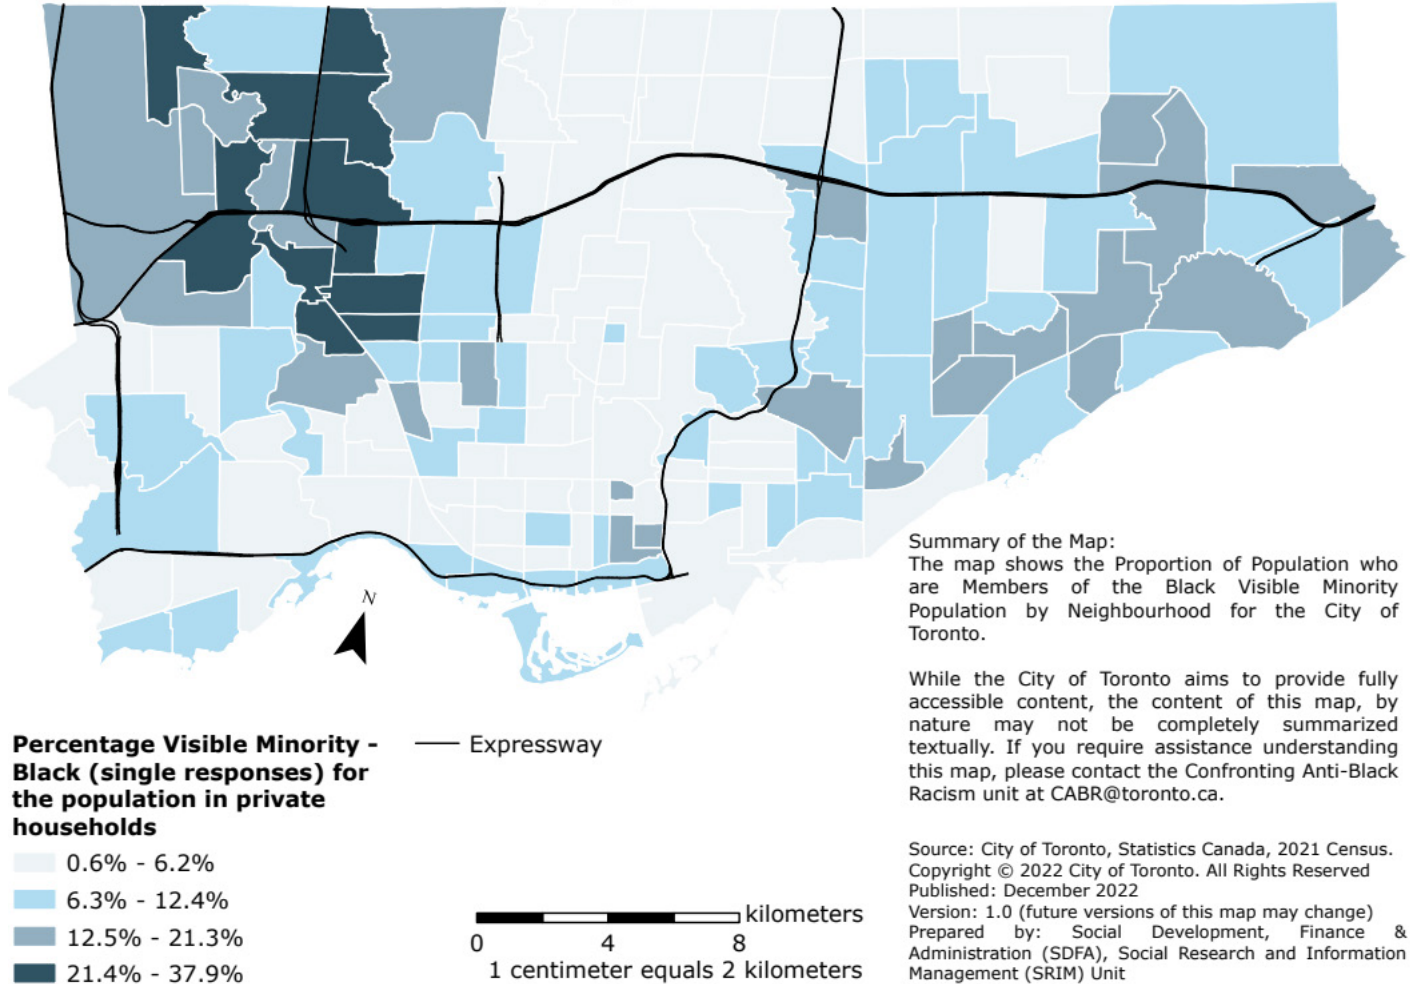 N
Summary of the Map:
The map shows the Proportion of Population who
are Members of the Black Visible Minority
Population by Neighbourhood for the City of
Toronto.
While the City of Toronto aims to provide fully
accessible content, the content of this map, by
nature may not be completely summarized
textually. If you require assistance understanding
this map, please contact the Confronting Anti-Black
Racism unit at CABR@toronto.ca.
Percentage Visible Minority -
Black (single responses) for
the population in private
households
0.6% - 6.2%
6.3% - 12.4%
12.5% - 21.3%
21.4% - 37.9%
Expressway
kilometers
0 4 8
1 centimeter equals 2 kilometers
Source: City of Toronto, Statistics Canada, 2021 Census.
Copyright © 2022 City of Toronto. All Rights Reserved
Published: December 2022
Version: 1.0 (future versions of this map may change)
Prepared by: Social Development, Finance &
Administration (SDFA), Social Research and Information
Management (SRIM) Unit